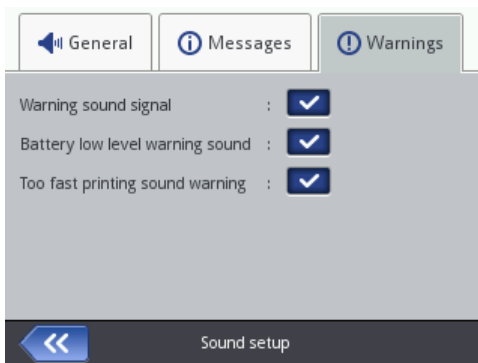 General
Messages
Warnings
Warning sound signal :
Battery low level warning sound :
Too fast printing sound warning :
Sound setup